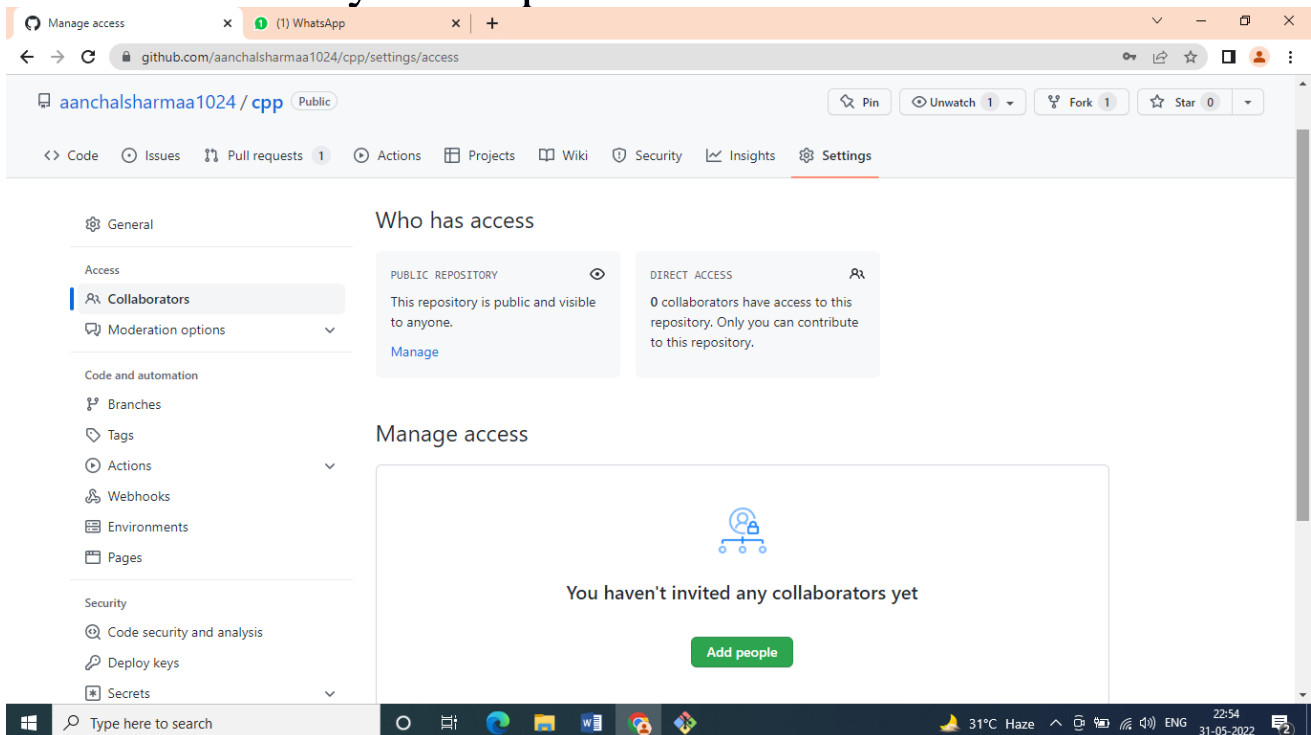 Manage access
(1) WhatsApp
github.com/aanchalsharmaa1024/cpp/settings/access
aanchalsharmaa1024 / cpp Public
Pin
Unwatch 1
Fork 1
Star 0
Code
Issues
Pull requests 1
Actions
Projects
Wiki
Security
Insights
Settings
General
Access
Collaborators
Moderation options
Code and automation
Branches
Tags
Actions
Webhooks
Environments
Pages
Security
Code security and analysis
Deploy keys
Secrets
Who has access
PUBLIC REPOSITORY
This repository is public and visible
to anyone.
Manage
DIRECT ACCESS
0 collaborators have access to this
repository. Only you can contribute
to this repository.
Manage access
You haven't invited any collaborators yet
Add people
Type here to search
31°C Haze
ENG
22:54
31-05-2022
2